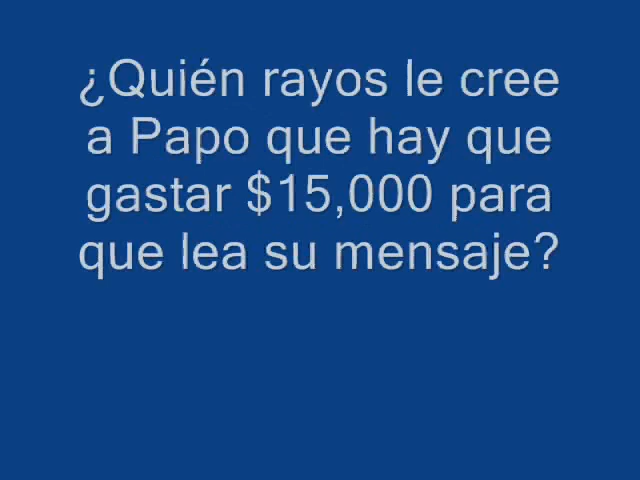 ¿Quién rayos le cree
a Papo que hay que
gastar $15,000 para
que lea su mensaje?